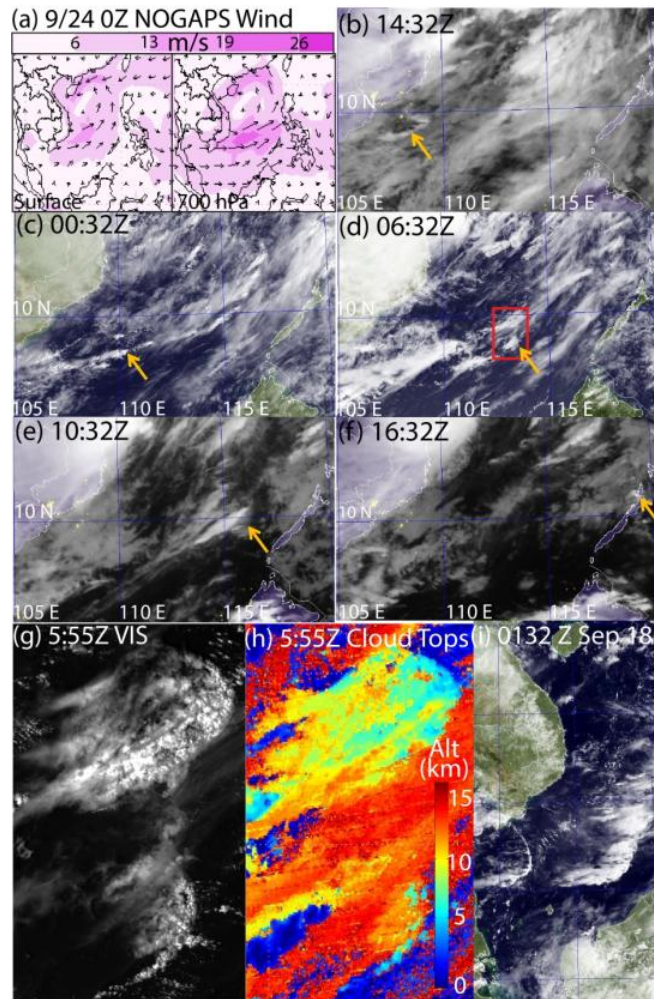 (a) 9/24 0Z NOGAPS Wind
6 13 m/s 19 26
Surface
700 hPa
(b) 14:32Z
10 N
105 E 110 E 115 E
(c) 00:32Z
10 N
105 E 110 E 115 E
(d) 06:32Z
10 N
105 E 110 E 115 E
(e) 10:32Z
10 N
105 E 110 E 115 E
(f) 16:32Z
10 N
105 E 110 E 115 E
(g) 5:55Z VIS
(h) 5:55Z Cloud Tops
Alt
(km)
15
10
5
0
(i) 0132 Z Sep 18